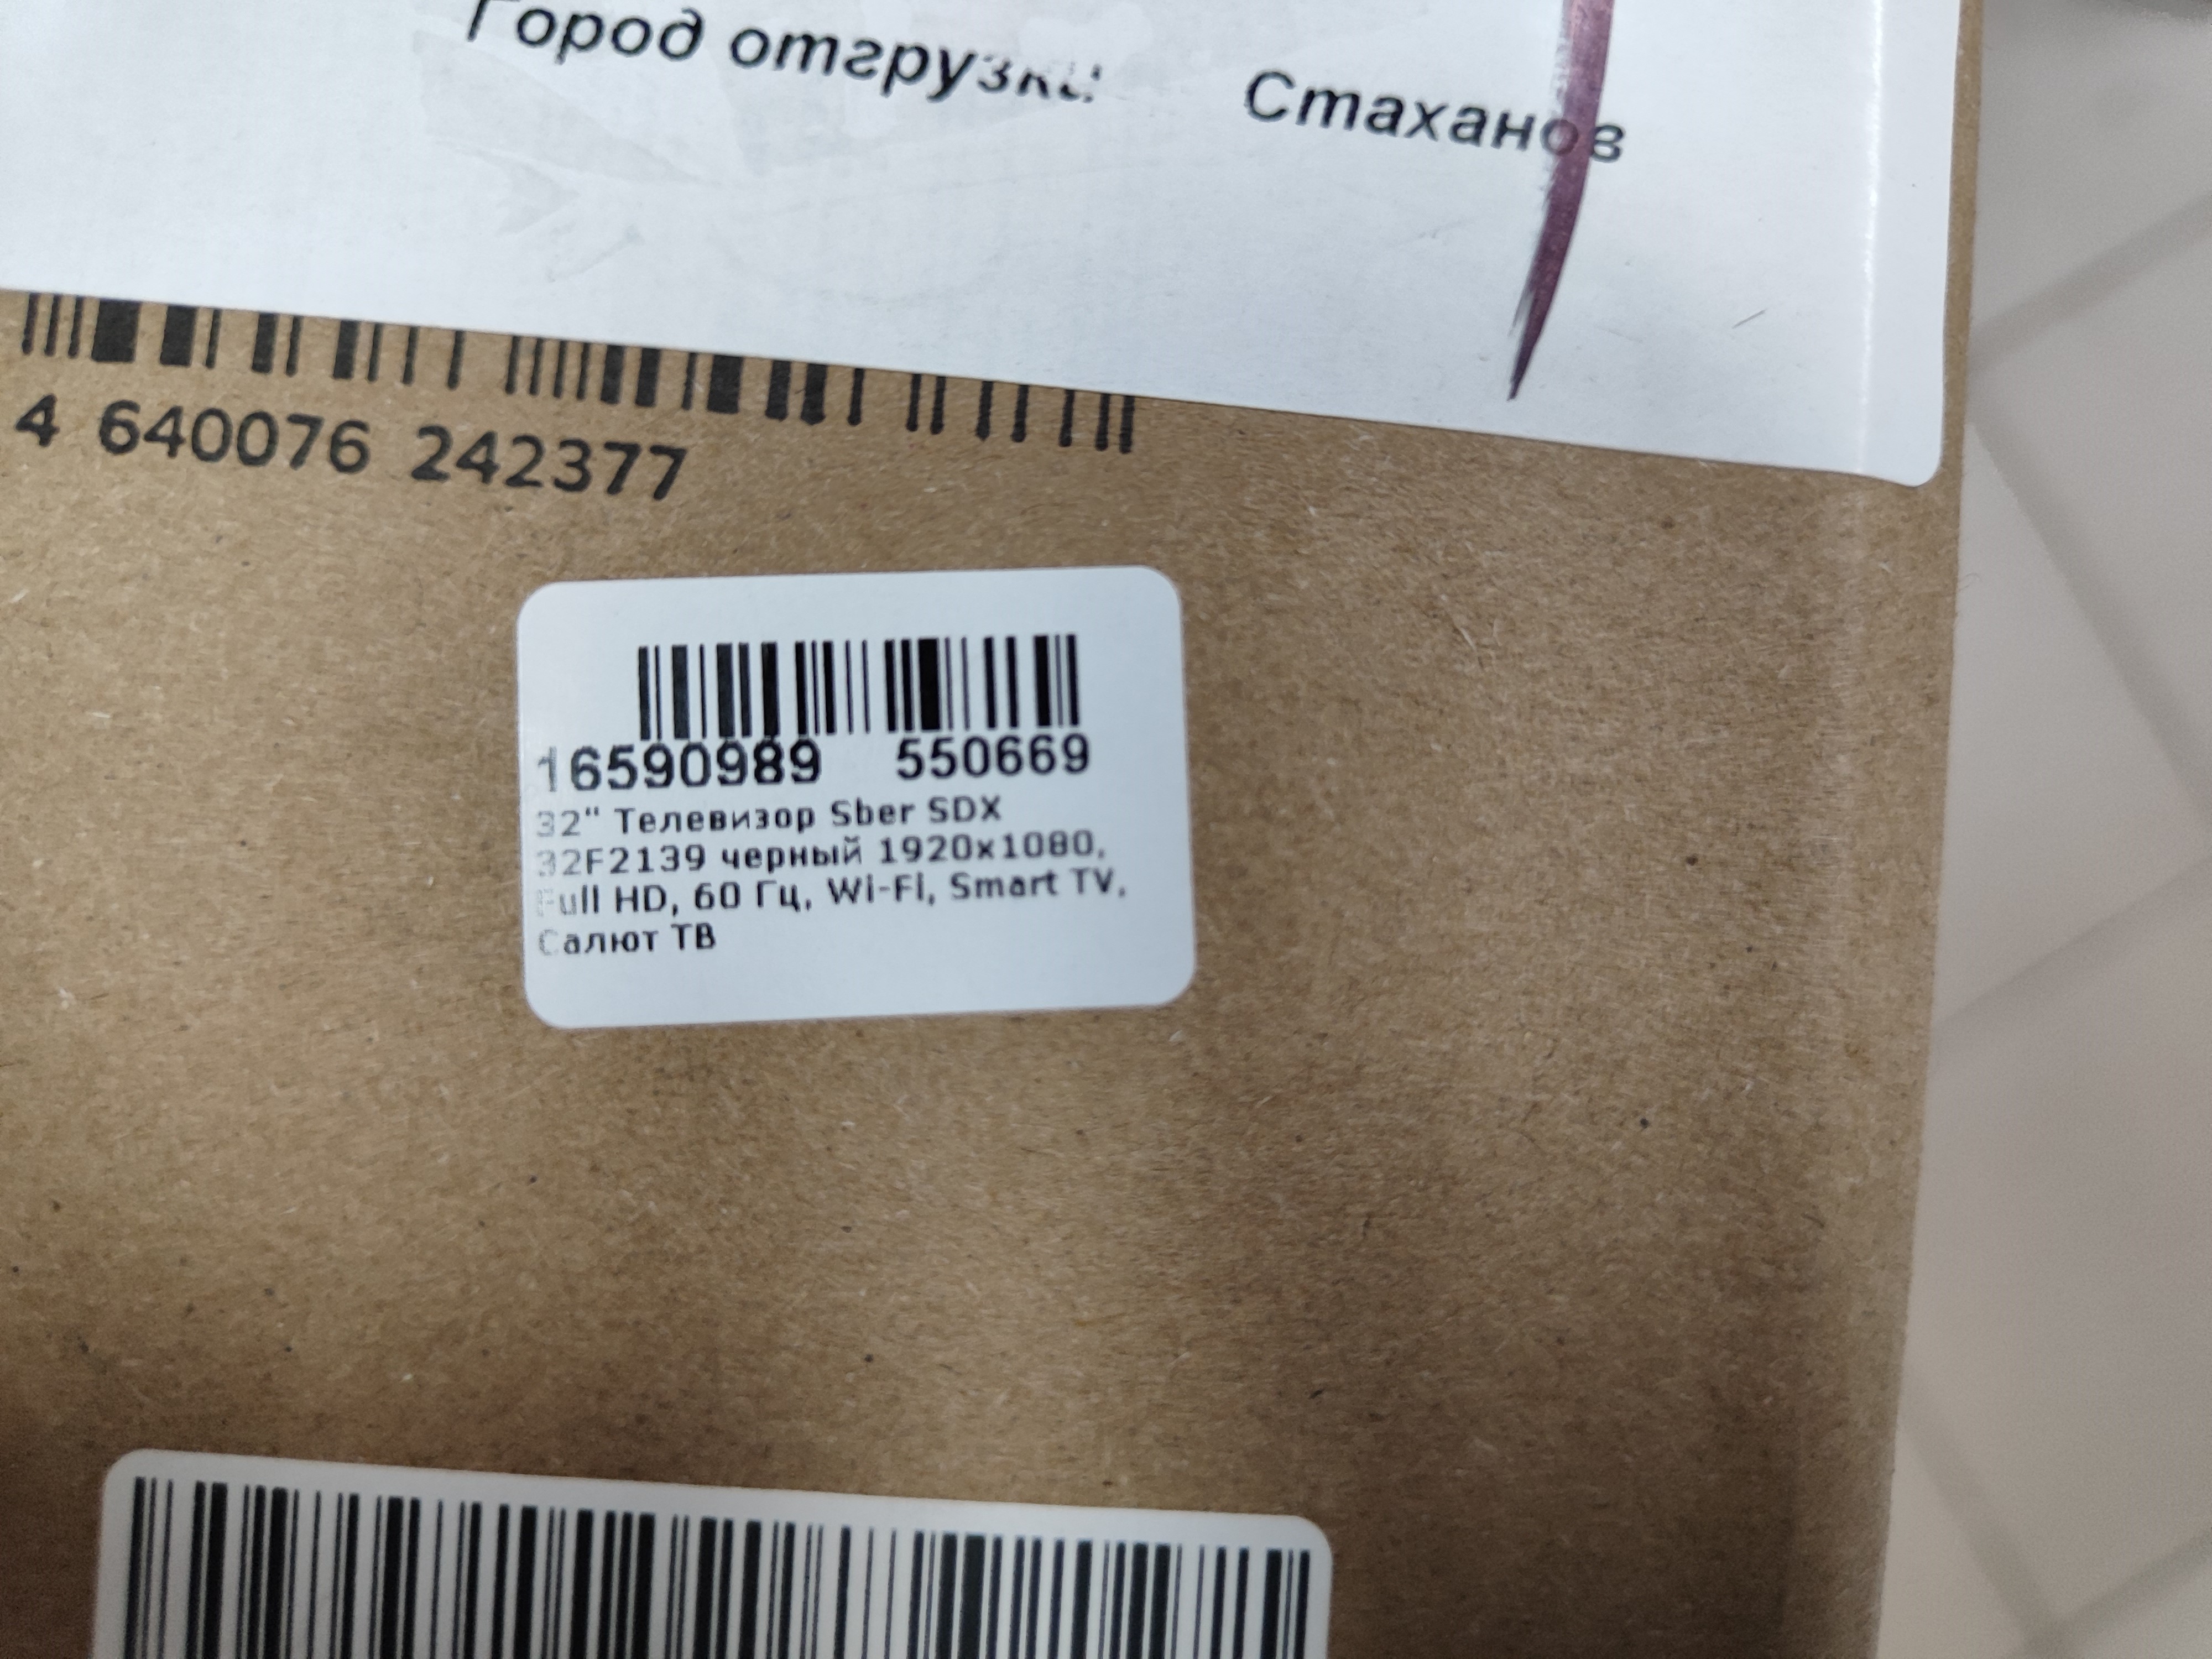 Город отгрузки: Стаханов
4 640076 242377
16590989 550669
32" Телевизор Sber SDX
32F2139 черный 1920x1080,
Full HD, 60 Гц, Wi-Fi, Smart TV,
Салют ТВ